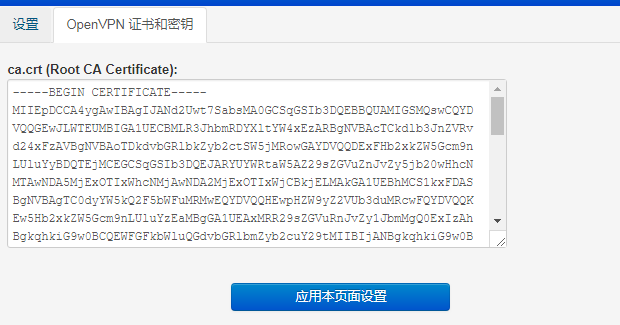 设置
OpenVPN 证书和密钥
ca.crt (Root CA Certificate):
-----BEGIN CERTIFICATE-----
MIIEpDCCA4ygAwIBAgIJANd2Uwt7SabsMA0GCSqGSIb3DQEBBQUAMIGSMQswCQYD
VQQGEwJLWTEUMBIGA1UECBMLR3JhbmRDYXltYW4xEzARBgNVBAcTCkdlb3JnZVRv
d24xFzAVBgNVBAoTDkdvbGRlbkZyb2ctSW5jMRowGAYDVQQDExFHb2xkZW5Gcm9n
LUluYyBDQTEjMCEGCSqGSIb3DQEJARYUYWRtaW5AZ29sZGVuZnJvZy5jb20wHhcN
MTAwNDA5MjExOTIxWhcNMjAwNDA2MjExOTIxWjCBkjELMAkGA1UEBhMCS1kxFDAS
BgNVBAgTC0dyYW5kQ2F5bWFuMRMwEQYDVQQHEwpHZW9yZ2VUb3duMRcwFQYDVQQK
Ew5Hb2xkZW5Gcm9nLUluYzEaMBgGA1UEAxMRR29sZGVuRnJvZy1JbmMgQ0ExIzAh
BgkqhkiG9w0BCQEWFGFkbWluQGdvbGRlbmZyb2cuY29tMIIBIjANBgkqhkiG9w0B
应用本页面设置